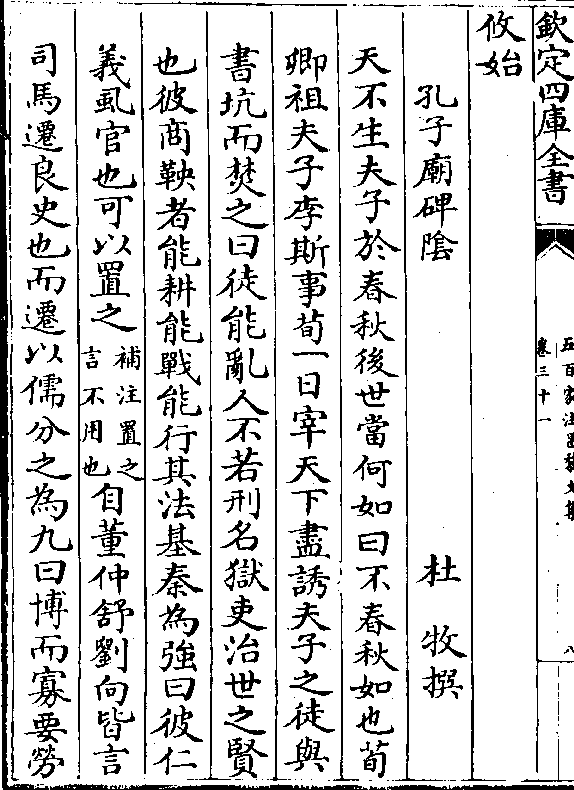 欽定四庫全書
五百家注昌黎文集
卷三十一
八
攸始
孔子廟碑隂
杜牧撰
天不生夫子於春秋後世當何如曰不春秋如也荀
卿祖夫子李斯事荀一日宰天下盡誘夫子之徒與
書坑而焚之曰徒能亂人不若刑名獄吏治世之賢
也彼商鞅者能耕能戰能行其法基秦為強曰彼仁
義虱官也可以置之補注置之言不用也自董仲舒劉向皆言
司馬遷良史也而遷以儒分之為九曰博而寡要勞